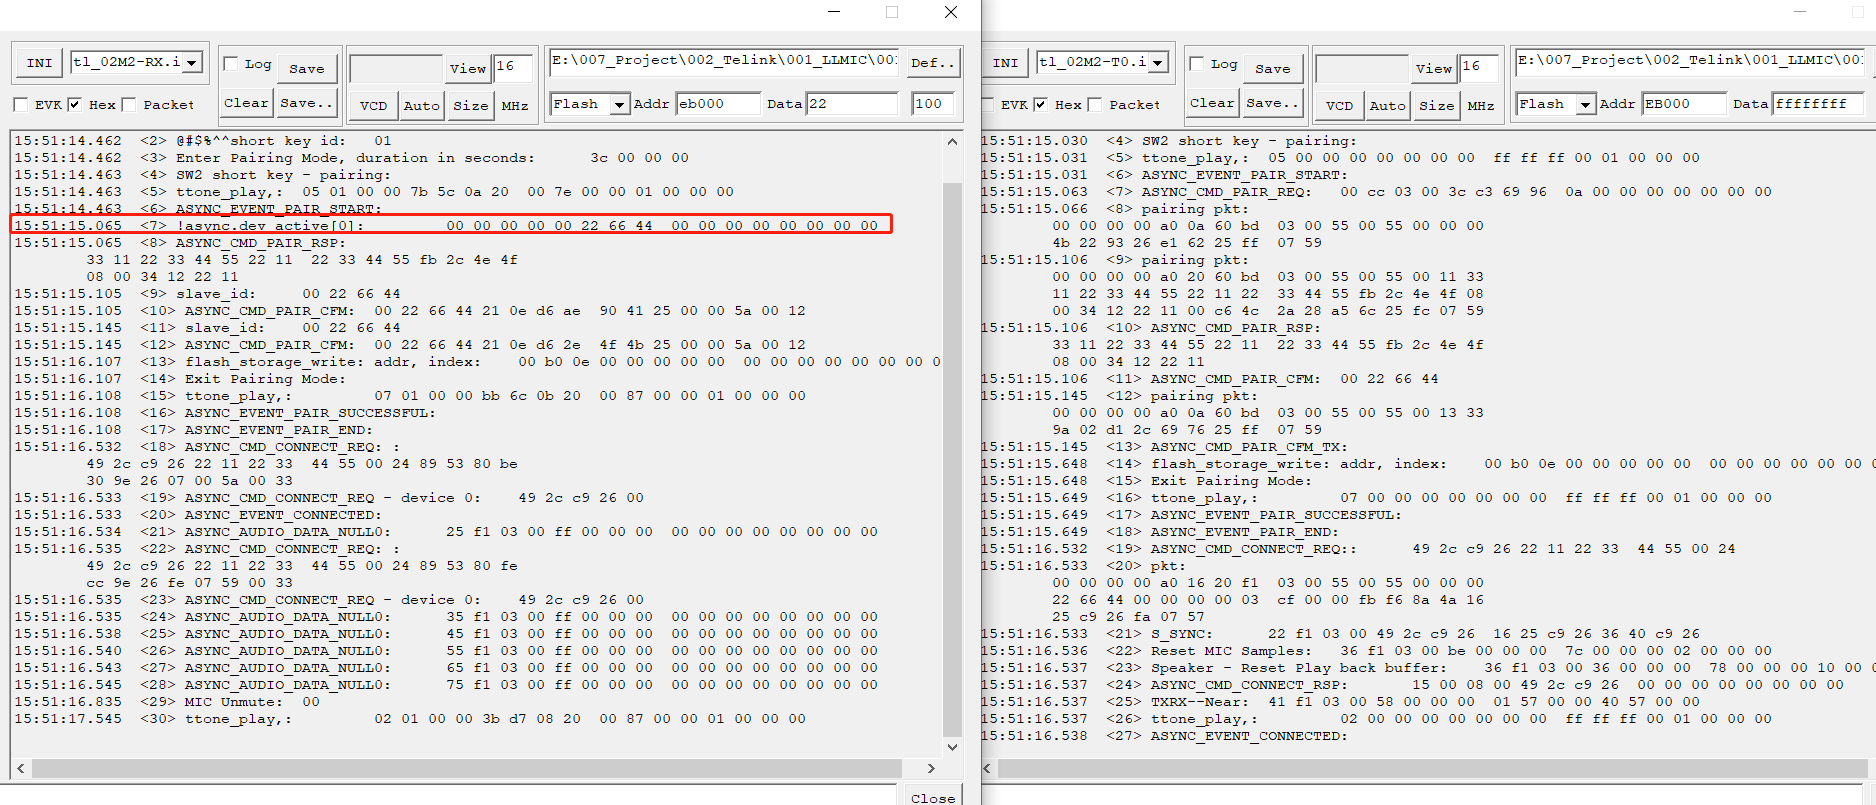 INI
tl_02M2-RX.i
Log
Save
View
16
E:\007_Project\002_Telink\001_LLMIC\00
Def..
EVK
Hex
Packet
Clear
Save..
VCD
Auto
Size
MHz
Flash
Addr
eb000
Data
22
100
15:51:14.462 <2> @#$%^^short key id: 01
15:51:14.462 <3> Enter Pairing Mode, duration in seconds: 3c 00 00 00
15:51:14.463 <4> SW2 short key - pairing:
15:51:14.463 <5> ttone_play,: 05 01 00 00 7b 5c 0a 20 00 7e 00 00 01 00 00 00
15:51:14.463 <6> ASYNC_EVENT_PAIR_START:
15:51:15.065 <7> !async.dev_active[0]: 00 00 00 00 00 22 66 44 00 00 00 00 00 00 00 00
15:51:15.065 <8> ASYNC_CMD_PAIR_RSP:
33 11 22 33 44 55 22 11 22 33 44 55 fb 2c 4e 4f
08 00 34 12 22 11
15:51:15.105 <9> slave_id: 00 22 66 44
15:51:15.105 <10> ASYNC_CMD_PAIR_CFM: 00 22 66 44 21 0e d6 ae 90 41 25 00 00 5a 00 12
15:51:15.145 <11> slave_id: 00 22 66 44
15:51:15.145 <12> ASYNC_CMD_PAIR_CFM: 00 22 66 44 21 0e d6 2e 4f 4b 25 00 00 5a 00 12
15:51:16.107 <13> flash_storage_write: addr, index: 00 b0 0e 00 00 00 00 00 00 00 00 00 00 00 00 0
15:51:16.107 <14> Exit Pairing Mode:
15:51:16.108 <15> ttone_play,: 07 01 00 00 bb 6c 0b 20 00 87 00 00 01 00 00 00
15:51:16.108 <16> ASYNC_EVENT_PAIR_SUCCESSFUL:
15:51:16.108 <17> ASYNC_EVENT_PAIR_END:
15:51:16.532 <18> ASYNC_CMD_CONNECT_REQ: :
49 2c c9 26 22 11 22 33 44 55 00 24 89 53 80 be
30 9e 26 07 00 5a 00 33
15:51:16.533 <19> ASYNC_CMD_CONNECT_REQ - device 0: 49 2c c9 26 00
15:51:16.533 <20> ASYNC_EVENT_CONNECTED:
15:51:16.534 <21> ASYNC_AUDIO_DATA_NULL0: 25 f1 03 00 ff 00 00 00 00 00 00 00 00 00 00 00
15:51:16.535 <22> ASYNC_CMD_CONNECT_REQ: :
49 2c c9 26 22 11 22 33 44 55 00 24 89 53 80 fe
cc 9e 26 fe 07 59 00 33
15:51:16.535 <23> ASYNC_CMD_CONNECT_REQ - device 0: 49 2c c9 26 00
15:51:16.535 <24> ASYNC_AUDIO_DATA_NULL0: 35 f1 03 00 ff 00 00 00 00 00 00 00 00 00 00 00
15:51:16.538 <25> ASYNC_AUDIO_DATA_NULL0: 45 f1 03 00 ff 00 00 00 00 00 00 00 00 00 00 00
15:51:16.540 <26> ASYNC_AUDIO_DATA_NULL0: 55 f1 03 00 ff 00 00 00 00 00 00 00 00 00 00 00
15:51:16.543 <27> ASYNC_AUDIO_DATA_NULL0: 65 f1 03 00 ff 00 00 00 00 00 00 00 00 00 00 00
15:51:16.545 <28> ASYNC_AUDIO_DATA_NULL0: 75 f1 03 00 ff 00 00 00 00 00 00 00 00 00 00 00
15:51:16.835 <29> MIC Unmute: 00
15:51:17.545 <30> ttone_play,: 02 01 00 00 3b d7 08 20 00 87 00 00 01 00 00 00
Close
INI
tl_02M2-T0.i
Log
Save
View
16
E:\007_Project\002_Telink\001_LLMIC\00
EVK
Hex
Packet
Clear
Save..
VCD
Auto
Size
MHz
Flash
Addr
EB000
Data
ffffffff
15:51:15.030 <4> SW2 short key - pairing:
15:51:15.031 <5> ttone_play,: 05 00 00 00 00 00 00 00 ff ff ff 00 01 00 00 00
15:51:15.031 <6> ASYNC_EVENT_PAIR_START:
15:51:15.063 <7> ASYNC_CMD_PAIR_REQ: 00 cc 03 00 3c c3 69 96 0a 00 00 00 00 00 00 00
15:51:15.066 <8> pairing pkt:
00 00 00 00 a0 0a 60 bd 03 00 55 00 55 00 00 00
4b 22 93 26 e1 62 25 ff 07 59
15:51:15.106 <9> pairing pkt:
00 00 00 00 a0 20 60 bd 03 00 55 00 55 00 11 33
11 22 33 44 55 22 11 22 33 44 55 fb 2c 4e 4f 08
00 34 12 22 11 00 c6 4c 2a 28 a5 6c 25 fc 07 59
15:51:15.106 <10> ASYNC_CMD_PAIR_RSP:
33 11 22 33 44 55 22 11 22 33 44 55 fb 2c 4e 4f
08 00 34 12 22 11
15:51:15.106 <11> ASYNC_CMD_PAIR_CFM: 00 22 66 44
15:51:15.145 <12> pairing pkt:
00 00 00 00 a0 0a 60 bd 03 00 55 00 55 00 13 33
9a 02 d1 2c 69 76 25 ff 07 59
15:51:15.145 <13> ASYNC_CMD_PAIR_CFM_TX:
15:51:15.648 <14> flash_storage_write: addr, index: 00 b0 0e 00 00 00 00 00 00 00 00 00 00 00 0
15:51:15.648 <15> Exit Pairing Mode:
15:51:15.649 <16> ttone_play,: 07 00 00 00 00 00 00 00 ff ff ff 00 01 00 00 00
15:51:15.649 <17> ASYNC_EVENT_PAIR_SUCCESSFUL:
15:51:15.649 <18> ASYNC_EVENT_PAIR_END:
15:51:16.532 <19> ASYNC_CMD_CONNECT_REQ:: 49 2c c9 26 22 11 22 33 44 55 00 24
15:51:16.533 <20> pkt:
00 00 00 00 a0 16 20 f1 03 00 55 00 55 00 00 00
22 66 44 00 00 00 00 03 cf 00 00 fb f6 8a 4a 16
25 c9 26 fa 07 57
15:51:16.533 <21> S_SYNC: 22 f1 03 00 49 2c c9 26 16 25 c9 26 36 40 c9 26
15:51:16.536 <22> Reset MIC Samples: 36 f1 03 00 be 00 00 00 7c 00 00 00 02 00 00 00
15:51:16.537 <23> Speaker - Reset Play back buffer: 36 f1 03 00 36 00 00 00 78 00 00 00 10 00 0
15:51:16.537 <24> ASYNC_CMD_CONNECT_RSP: 15 00 08 00 49 2c c9 26 00 00 00 00 00 00 00 00
15:51:16.537 <25> TXRX--Near: 41 f1 03 00 58 00 00 00 01 57 00 00 40 57 00 00
15:51:16.537 <26> ttone_play,: 02 00 00 00 00 00 00 00 ff ff ff 00 01 00 00 00
15:51:16.538 <27> ASYNC_EVENT_CONNECTED: